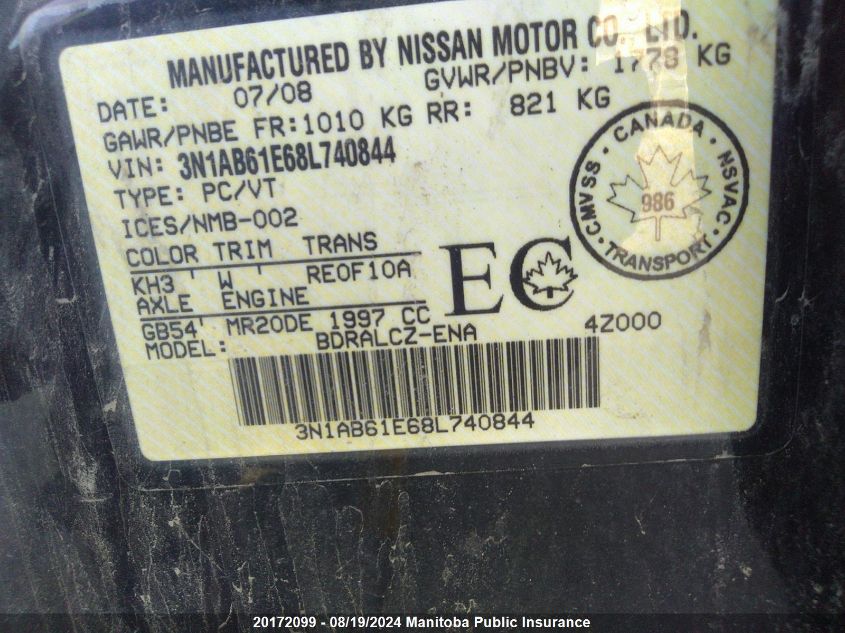 MANUFACTURED BY NISSAN MOTOR CO., LTD.
DATE: 07/08 GVWR/PNBV: 1778 KG
GAWR/PNBE FR:1010 KG RR: 821 KG
VIN: 3N1AB61E68L740844
TYPE: PC/VT
ICES/NMB-002
COLOR TRIM TRANS
KH3 ' W ' RE0F10A
AXLE ENGINE
GB54' MR20DE 1997 CC
MODEL: BDRALCZ-ENA 4Z000
3N1AB61E68L740844
EC
CANADA
CMVSS · NSVAC
986
TRANSPORT
20172099 - 08/19/2024 Manitoba Public Insurance